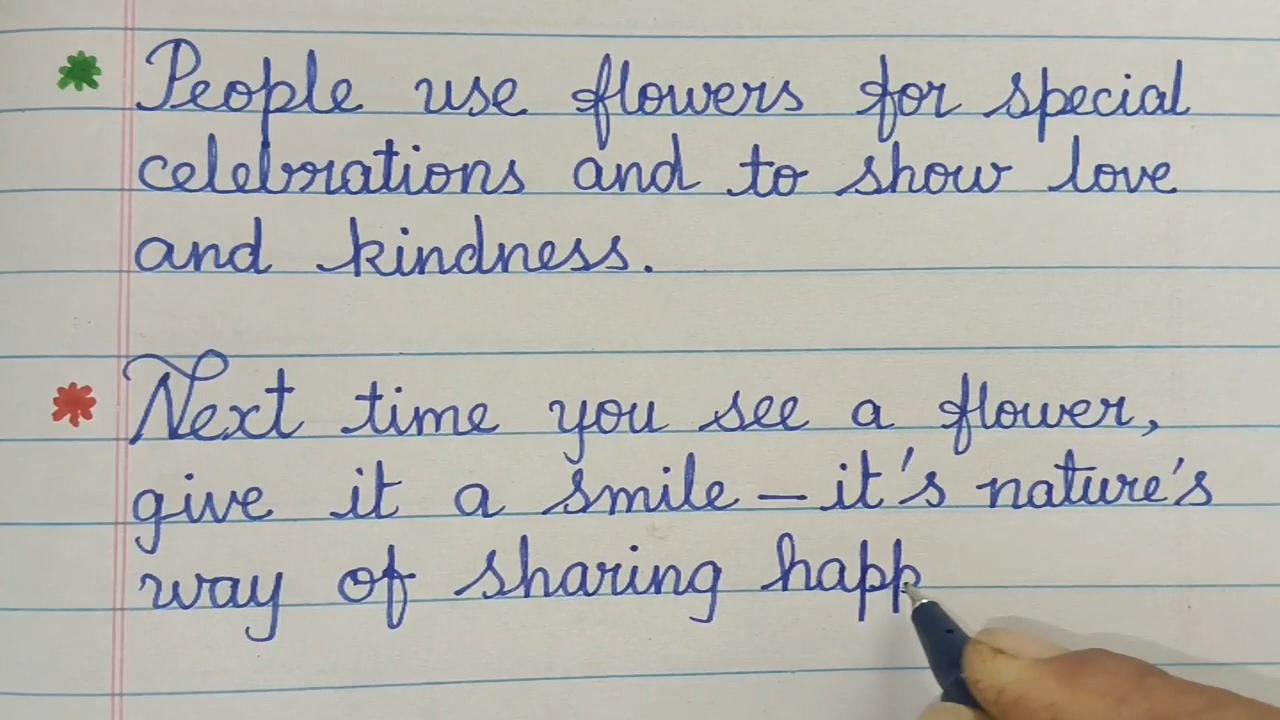 People use flowers for special
celebrations and to show love
and kindness.
Next time you see a flower,
give it a smile – it's nature's
way of sharing happ